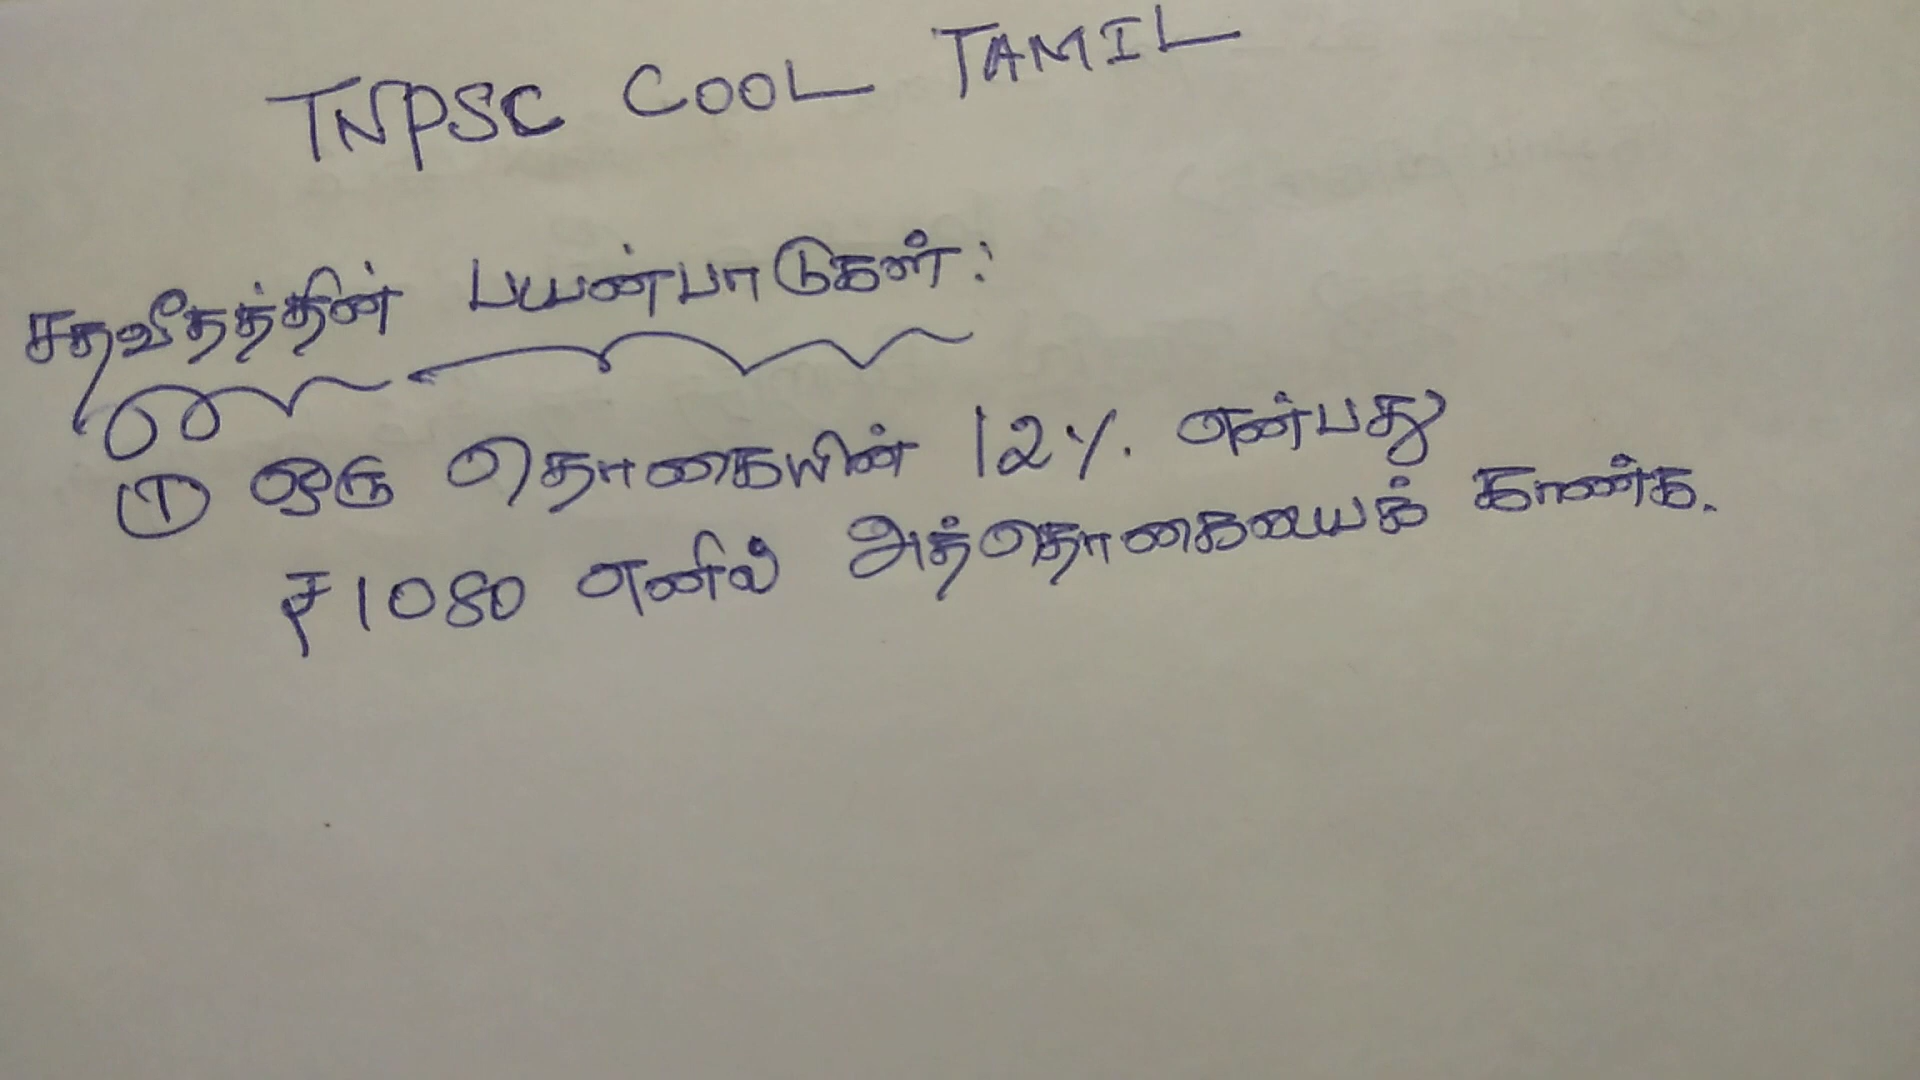 TNPSC COOL TAMIL
சதவீதத்தின் பயன்பாடுகள்:
① ஒரு தொகையின் 12%. என்பது
₹1080 எனில் அத்தொகையைக் காண்க.